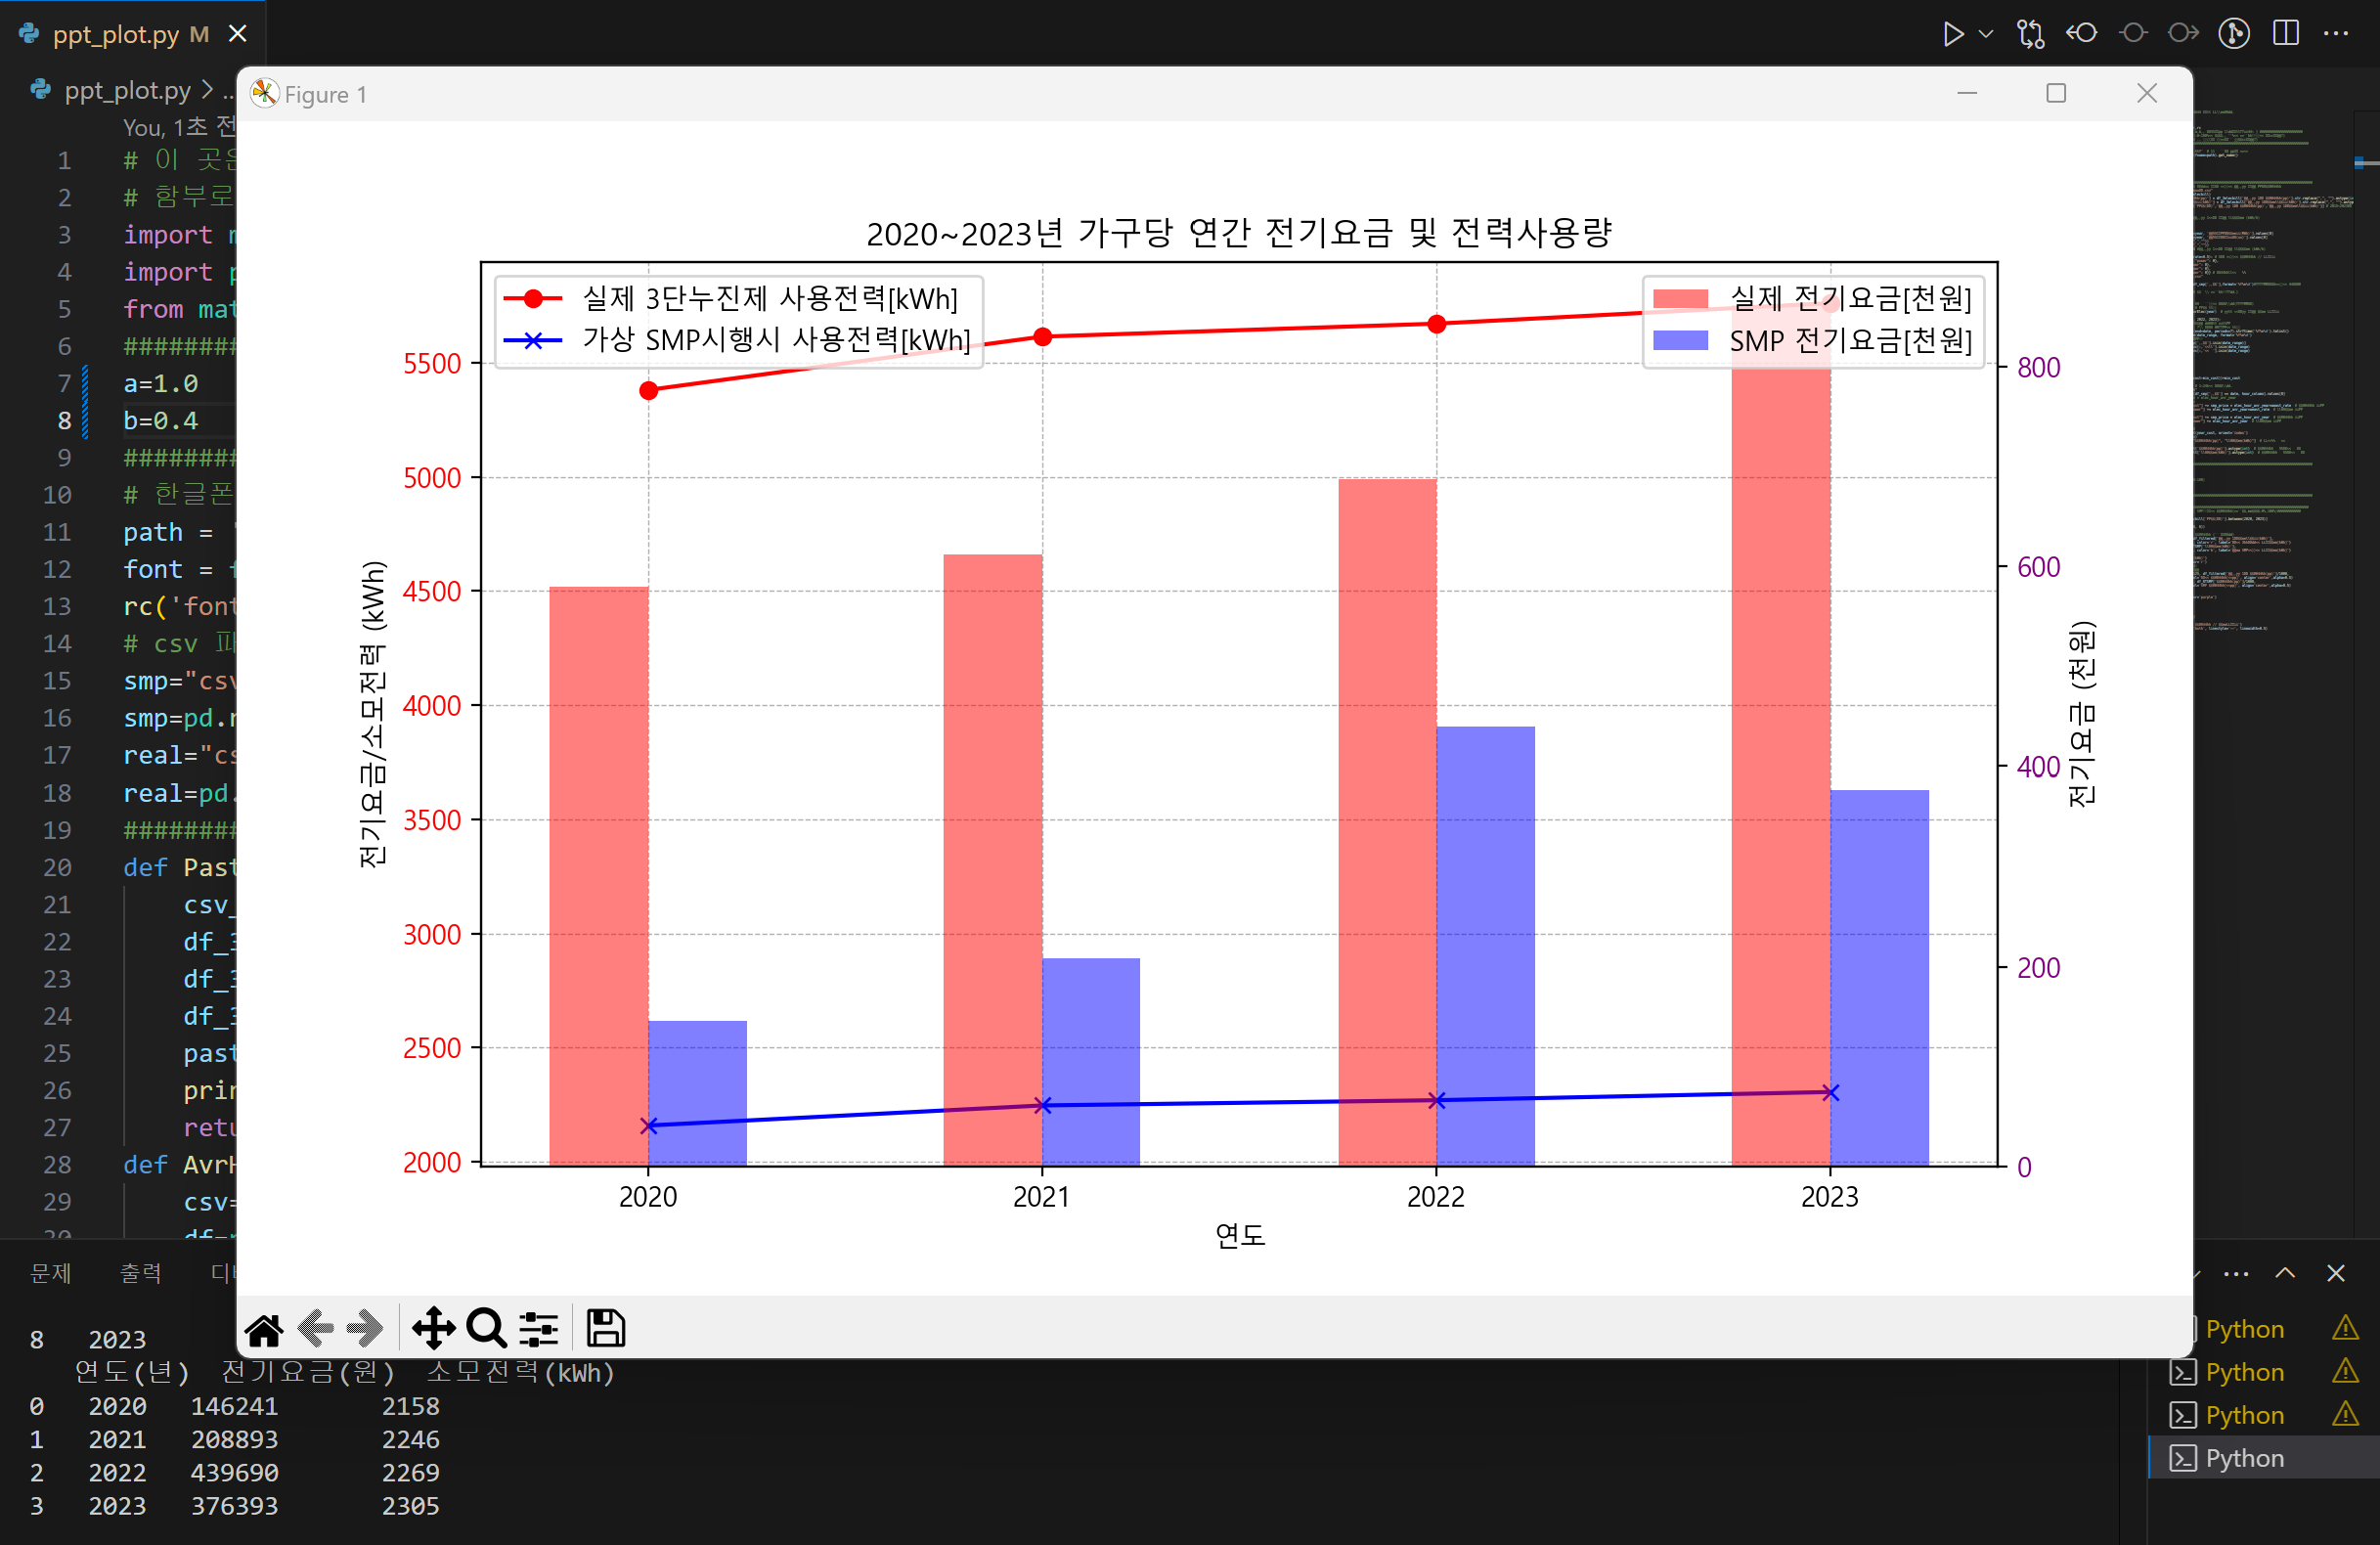 ppt_plot.py M
ppt_plot.py > ..
Figure 1
You, 1초 전
1 # 이 곳은
2 # 함부로
3 import
4 import
5 from
6 #########
7 a=1.0
8 b=0.4
9 #########
10 # 한글폰
11 path =
12 font =
13 rc('font
14 # csv
15 smp="csv
16 smp=pd.
17 real="cs
18 real=pd.
19 #########
20 def Past
21 csv_
22 df_3
23 df_3
24 df_3
25 past
26 prin
27 retu
28 def AvrH
29 csv=
30
2020~2023년 가구당 연간 전기요금 및 전력사용량
실제 3단누진제 사용전력[kWh]
가상 SMP시행시 사용전력[kWh]
실제 전기요금[천원]
SMP 전기요금[천원]
5500
5000
4500
4000
3500
3000
2500
2000
전기요금/소모전력 (kWh)
800
600
400
200
0
전기요금 (천원)
2020 2021 2022 2023
연도
문제 출력
8 2023
연도(년) 전기요금(원) 소모전력(kWh)
0 2020 146241 2158
1 2021 208893 2246
2 2022 439690 2269
3 2023 376393 2305
Python
Python
Python
Python